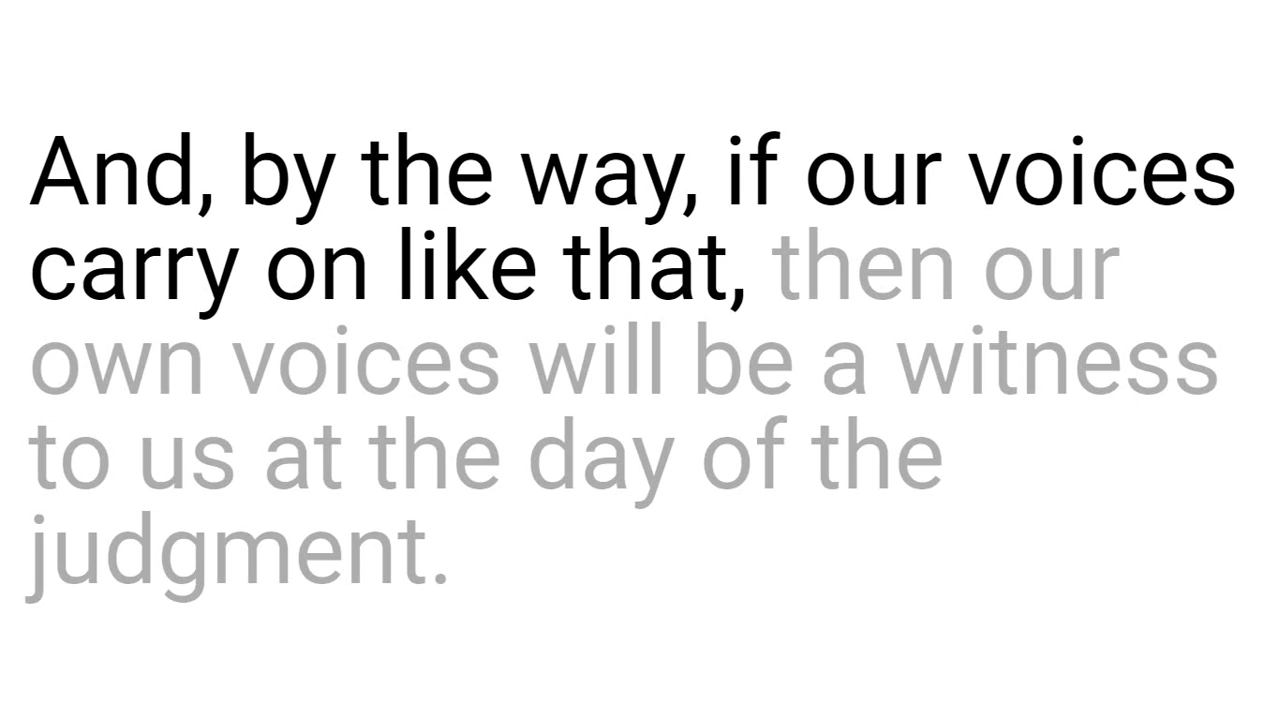 And, by the way, if our voices
carry on like that, then our
own voices will be a witness
to us at the day of the
judgment.